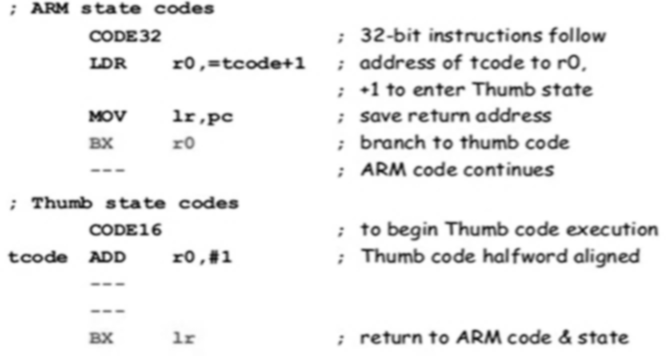 ; ARM state codes
CODE32 ; 32-bit instructions follow
LDR r0,=tcode+1 ; address of tcode to r0,
; +1 to enter Thumb state
MOV lr,pc ; save return address
BX r0 ; branch to thumb code
--- ; ARM code continues
; Thumb state codes
CODE16 ; to begin Thumb code execution
tcode ADD r0,#1 ; Thumb code halfword aligned
---
---
BX lr ; return to ARM code & state